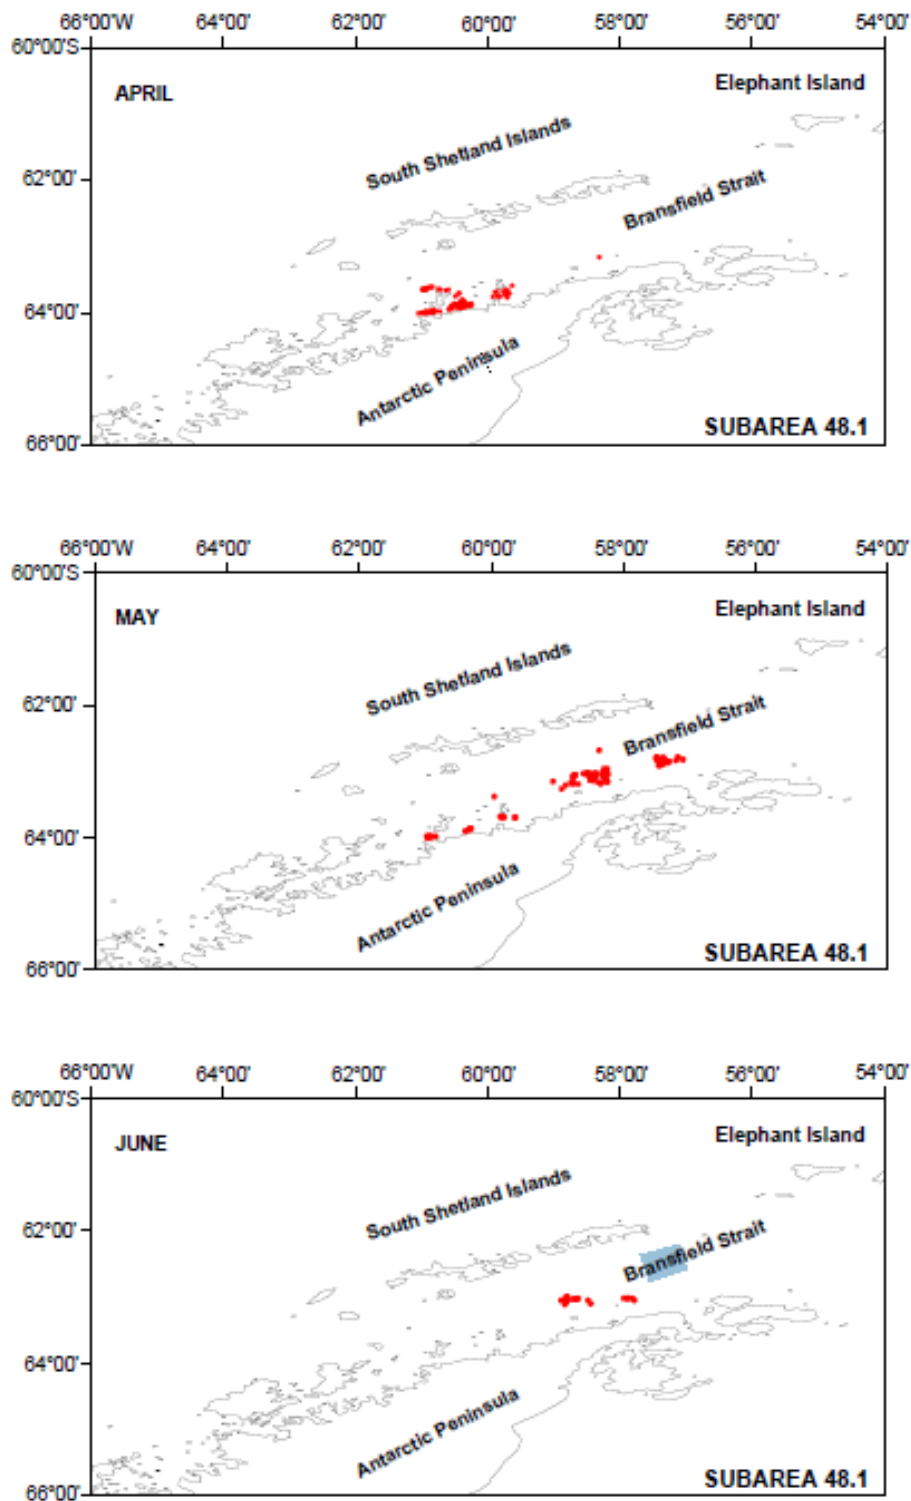 66°00'W 64°00' 62°00' 60°00' 58°00' 56°00' 54°00'
60°00'S
APRIL
Elephant Island
South Shetland Islands
62°00'
Bransfield Strait
64°00'
Antarctic Peninsula
66°00'
SUBAREA 48.1
66°00'W 64°00' 62°00' 60°00' 58°00' 56°00' 54°00'
60°00'S
MAY
Elephant Island
South Shetland Islands
62°00'
Bransfield Strait
64°00'
Antarctic Peninsula
66°00'
SUBAREA 48.1
66°00'W 64°00' 62°00' 60°00' 58°00' 56°00' 54°00'
60°00'S
JUNE
Elephant Island
South Shetland Islands
62°00'
Bransfield Strait
64°00'
Antarctic Peninsula
66°00'
SUBAREA 48.1